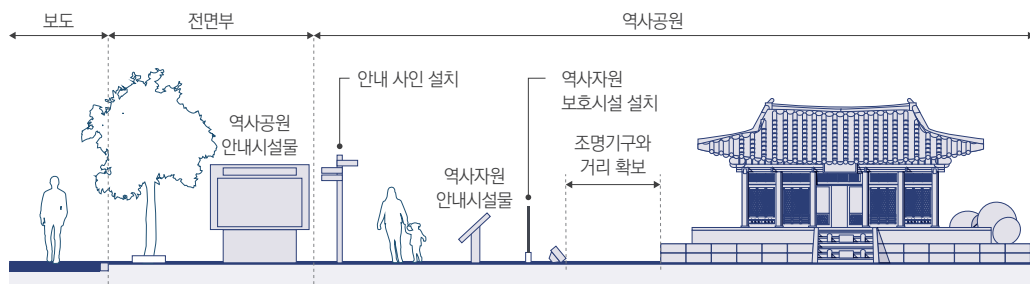 보도
전면부
역사공원
안내 사인 설치
역사자원
보호시설 설치
역사공원
안내시설물
조명기구와
거리 확보
역사자원
안내시설물